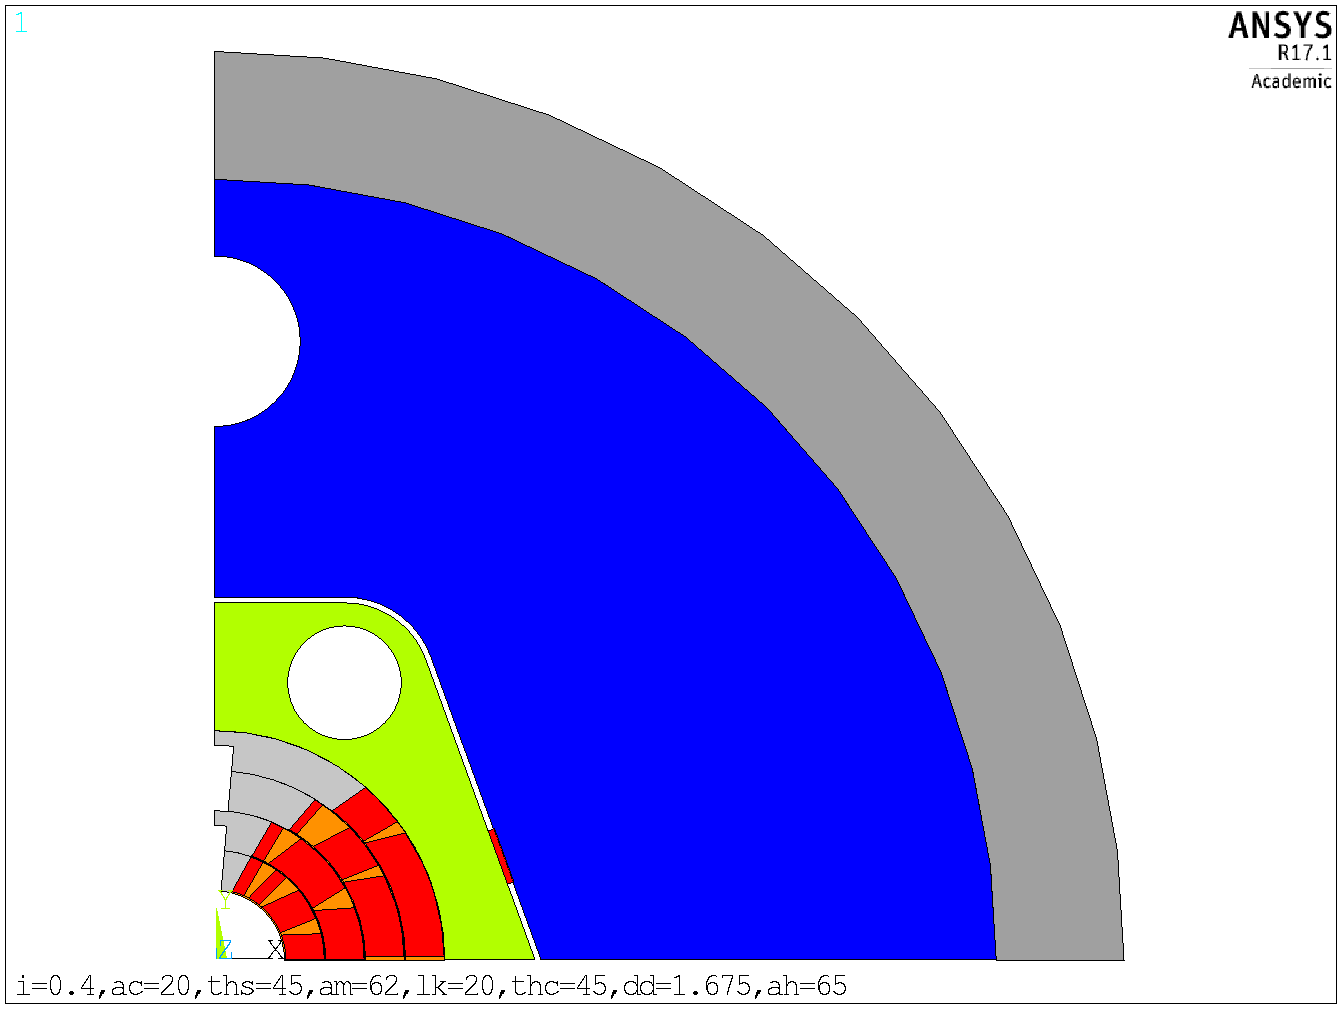 1
ANSYS
R17.1
Academic
Y
Z X
i=0.4,ac=20,ths=45,am=62,lk=20,thc=45,dd=1.675,ah=65